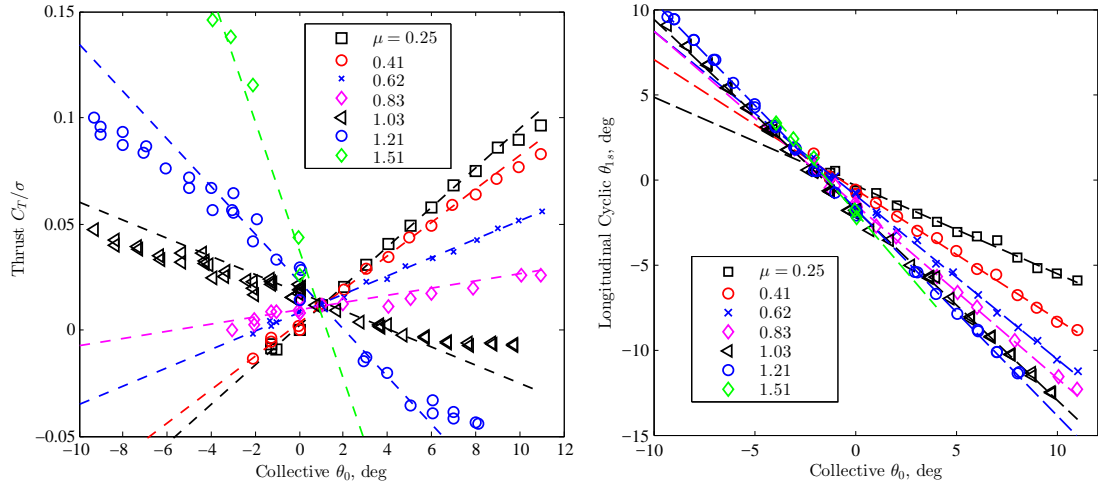 0.15
0.1
0.05
0
−0.05
Thrust C_T/σ
−10 −8 −6 −4 −2 0 2 4 6 8 10 12
Collective θ_0, deg
μ = 0.25
0.41
0.62
0.83
1.03
1.21
1.51
10
5
0
−5
−10
−15
Longitudinal Cyclic θ_{1s}, deg
−10 −5 0 5 10
Collective θ_0, deg
μ = 0.25
0.41
0.62
0.83
1.03
1.21
1.51